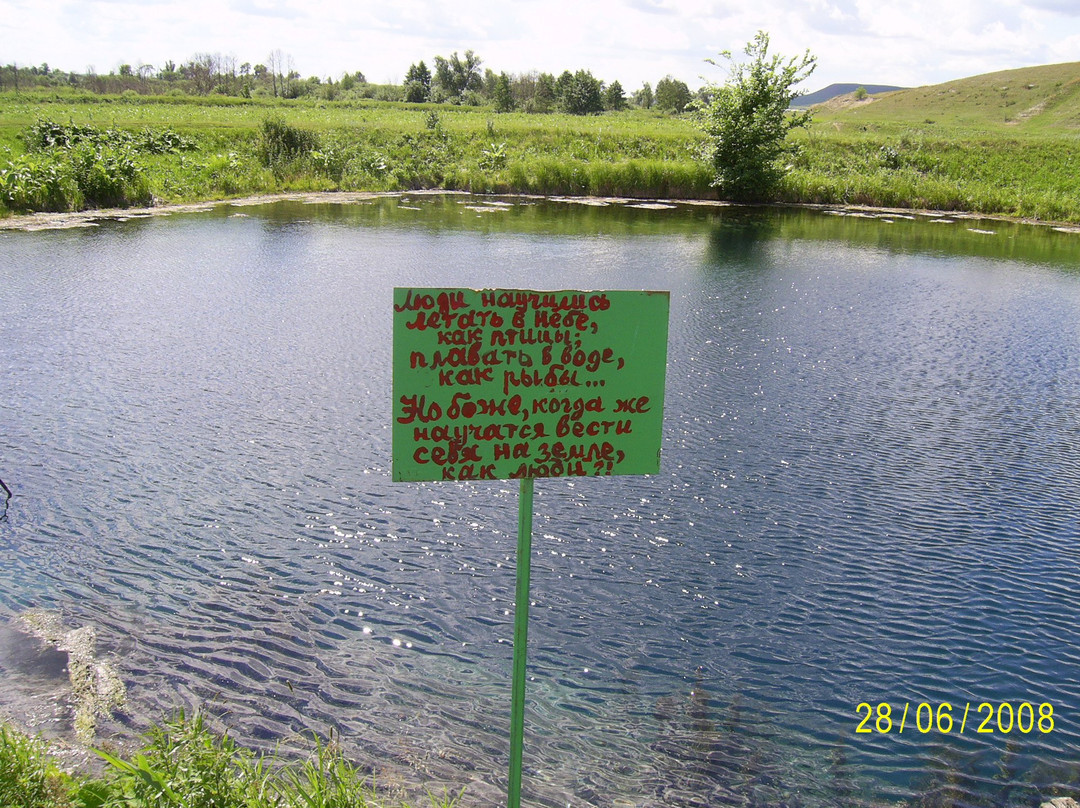 Люди научились
летать в небе,
как птицы;
плавать в воде,
как рыбы...
Но боже, когда же
научатся вести
себя на земле,
как люди?!
28/06/2008